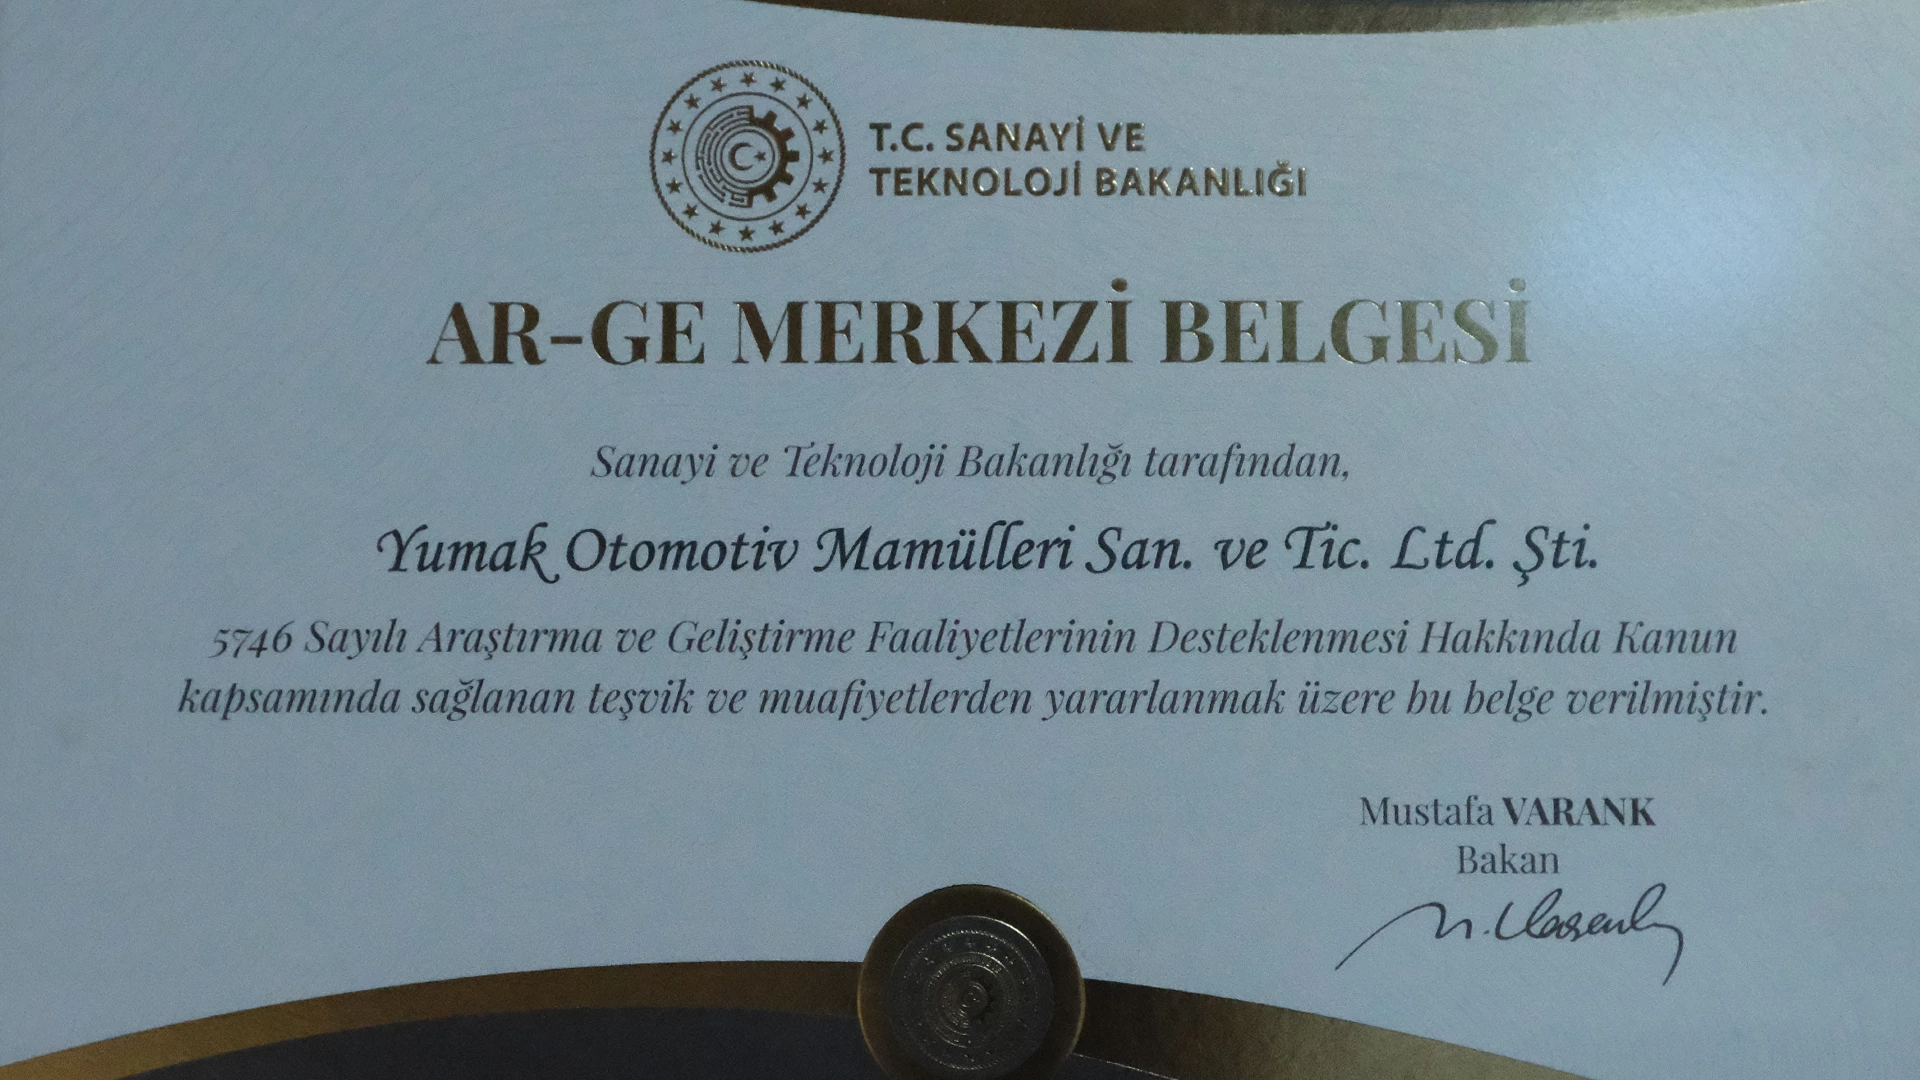 T.C. SANAYİ VE
TEKNOLOJİ BAKANLIĞI
AR-GE MERKEZİ BELGESİ
Sanayi ve Teknoloji Bakanlığı tarafından,
Yumak Otomotiv Mamülleri San. ve Tic. Ltd. Şti.
5746 Sayılı Araştırma ve Geliştirme Faaliyetlerinin Desteklenmesi Hakkında Kanun
kapsamında sağlanan teşvik ve muafiyetlerden yararlanmak üzere bu belge verilmiştir.
Mustafa VARANK
Bakan